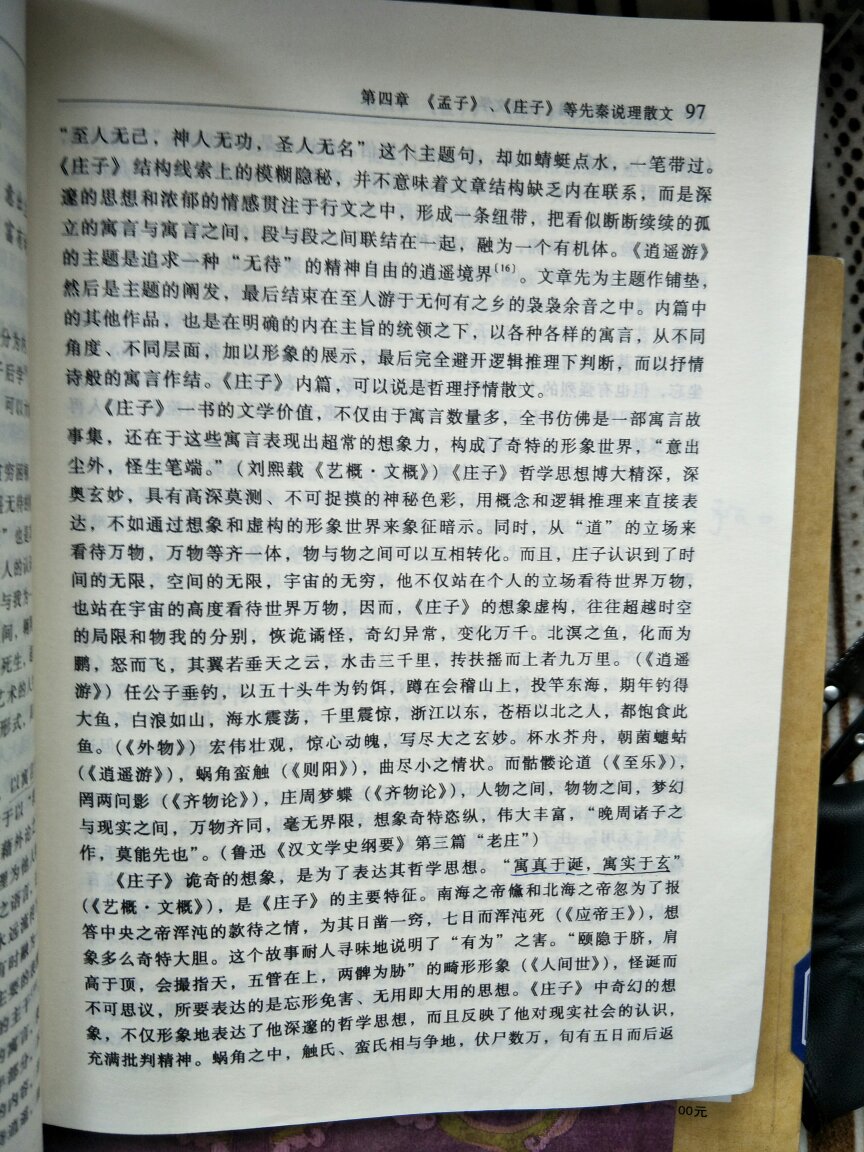 第四章 《孟子》、《庄子》等先秦说理散文 97
“至人无己，神人无功，圣人无名”这个主题句，却如蜻蜓点水，一笔带过。
《庄子》结构线索上的模糊隐秘，并不意味着文章结构缺乏内在联系，而是深
邃的思想和浓郁的情感贯注于行文之中，形成一条纽带，把看似断断续续的孤
立的寓言与寓言之间，段与段之间联结在一起，融为一个有机体。《逍遥游》
的主题是追求一种“无待”的精神自由的逍遥境界〔16〕。文章先为主题作铺垫，
然后是主题的阐发，最后结束在至人游于无何有之乡的袅袅余音之中。内篇中
的其他作品，也是在明确的内在主旨的统领之下，以各种各样的寓言，从不同
角度、不同层面，加以形象的展示，最后完全避开逻辑推理下判断，而以抒情
诗般的寓言作结。《庄子》内篇，可以说是哲理抒情散文。
《庄子》一书的文学价值，不仅由于寓言数量多，全书仿佛是一部寓言故
事集，还在于这些寓言表现出超常的想象力，构成了奇特的形象世界，“意出
尘外，怪生笔端。”（刘熙载《艺概·文概》）《庄子》哲学思想博大精深，深
奥玄妙，具有高深莫测、不可捉摸的神秘色彩，用概念和逻辑推理来直接表
达，不如通过想象和虚构的形象世界来象征暗示。同时，从“道”的立场来
看待万物，万物等齐一体，物与物之间可以互相转化。而且，庄子认识到了时
间的无限，空间的无限，宇宙的无穷，他不仅站在个人的立场看待世界万物，
也站在宇宙的高度看待世界万物，因而，《庄子》的想象虚构，往往超越时空
的局限和物我的分别，恢诡谲怪，奇幻异常，变化万千。北溟之鱼，化而为
鹏，怒而飞，其翼若垂天之云，水击三千里，抟扶摇而上者九万里。（《逍遥
游》）任公子垂钓，以五十头牛为钓饵，蹲在会稽山上，投竿东海，期年钓得
大鱼，白浪如山，海水震荡，千里震惊，浙江以东，苍梧以北之人，都饱食此
鱼。（《外物》）宏伟壮观，惊心动魄，写尽大之玄妙。杯水芥舟，朝菌蟪蛄
（《逍遥游》），蜗角蛮触（《则阳》），曲尽小之情状。而骷髅论道（《至乐》），
罔两问影（《齐物论》），庄周梦蝶（《齐物论》），人物之间，物物之间，梦幻
与现实之间，万物齐同，毫无界限，想象奇特恣纵，伟大丰富，“晚周诸子之
作，莫能先也”。（鲁迅《汉文学史纲要》第三篇“老庄”）
《庄子》诡奇的想象，是为了表达其哲学思想。“寓真于诞，寓实于玄”
（《艺概·文概》），是《庄子》的主要特征。南海之帝儵和北海之帝忽为了报
答中央之帝浑沌的款待之情，为其日凿一窍，七日而浑沌死（《应帝王》），想
象多么奇特大胆。这个故事耐人寻味地说明了“有为”之害。“颐隐于脐，肩
高于顶，会撮指天，五管在上，两髀为胁”的畸形形象（《人间世》），怪诞而
不可思议，所要表达的是忘形免害、无用即大用的思想。《庄子》中奇幻的想
象，不仅形象地表达了他深邃的哲学思想，而且反映了他对现实社会的认识，
充满批判精神。蜗角之中，触氏、蛮氏相与争地，伏尸数万，旬有五日而后返
00元